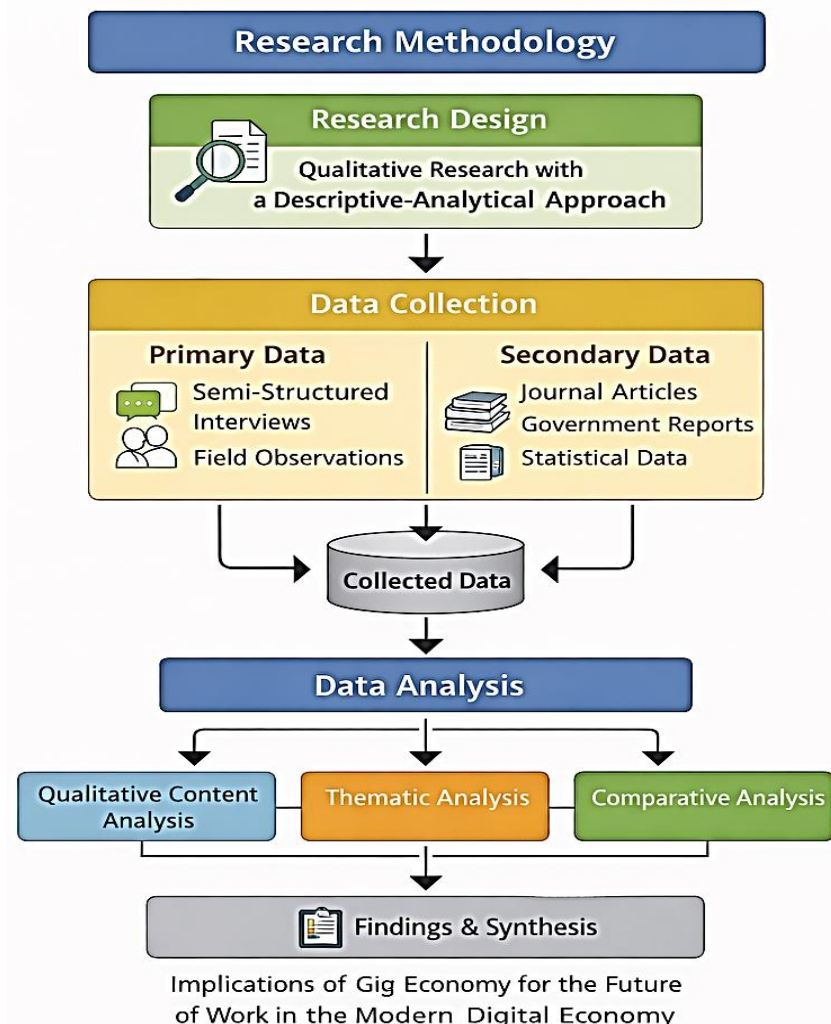 Research Methodology
Research Design
Qualitative Research with
a Descriptive-Analytical Approach
Data Collection
Primary Data
Semi-Structured
Interviews
Field Observations
Secondary Data
Journal Articles
Government Reports
Statistical Data
Collected Data
Data Analysis
Qualitative Content
Analysis
Thematic Analysis
Comparative Analysis
Findings & Synthesis
Implications of Gig Economy for the Future
of Work in the Modern Digital Economy